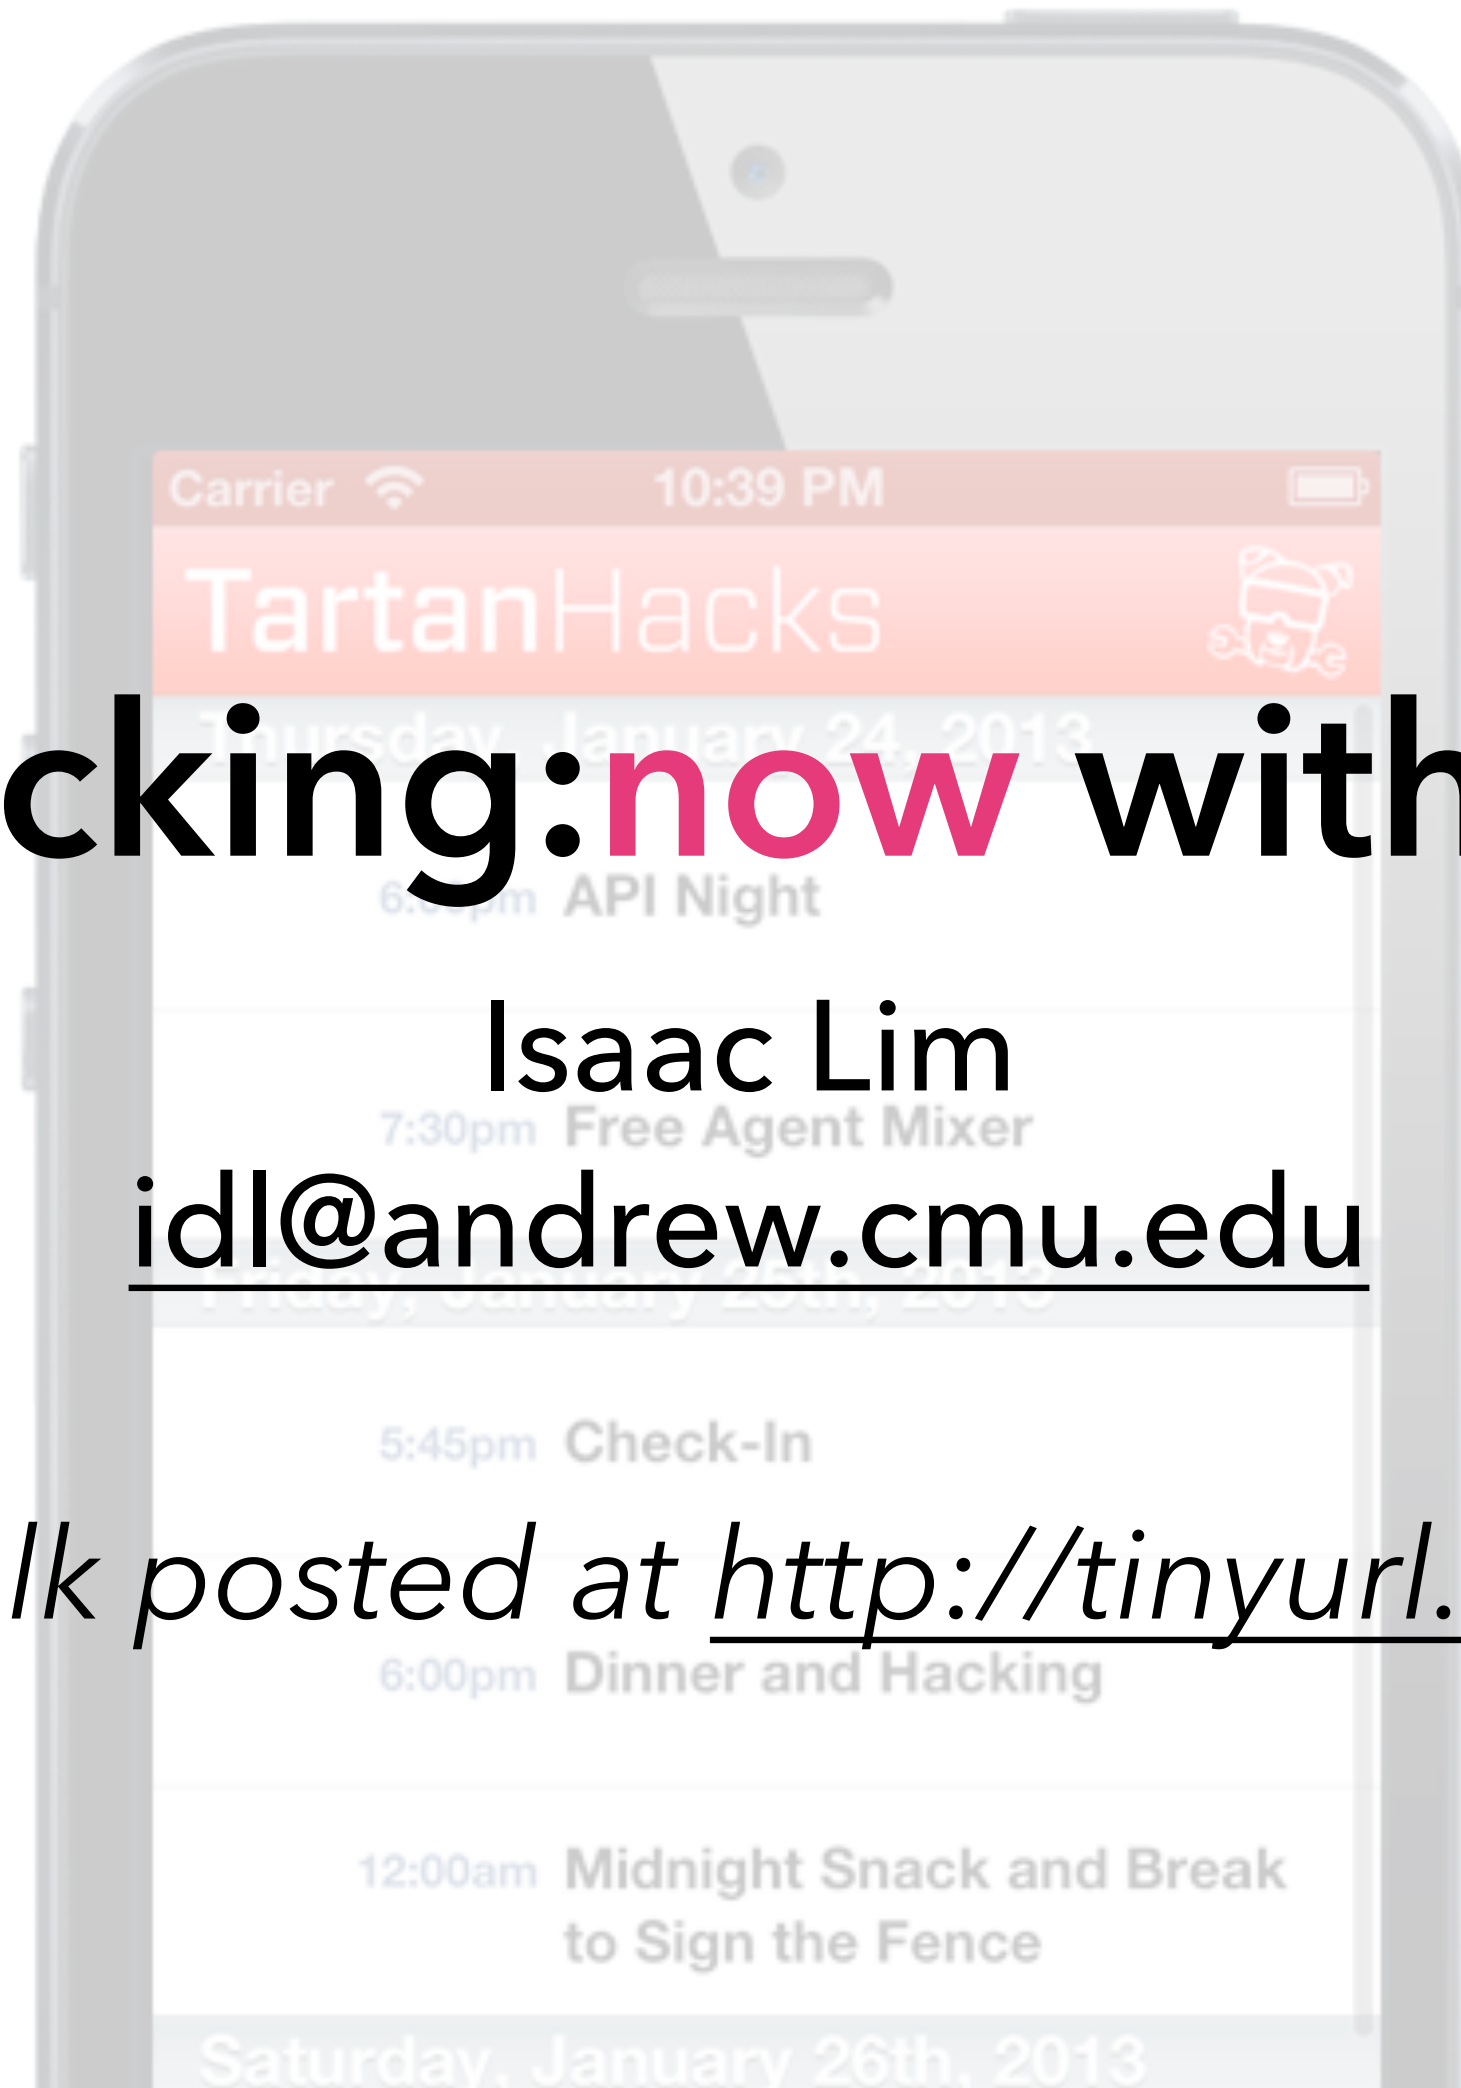 Carrier 10:39 PM
TartanHacks
Thursday, January 24, 2013
cking:now with
API Night
Isaac Lim
7:30pm Free Agent Mixer
idl@andrew.cmu.edu
Friday, January 25th, 2013
5:45pm Check-In
lk posted at http://tinyurl.
6:00pm Dinner and Hacking
12:00am Midnight Snack and Break
to Sign the Fence
Saturday, January 26th, 2013